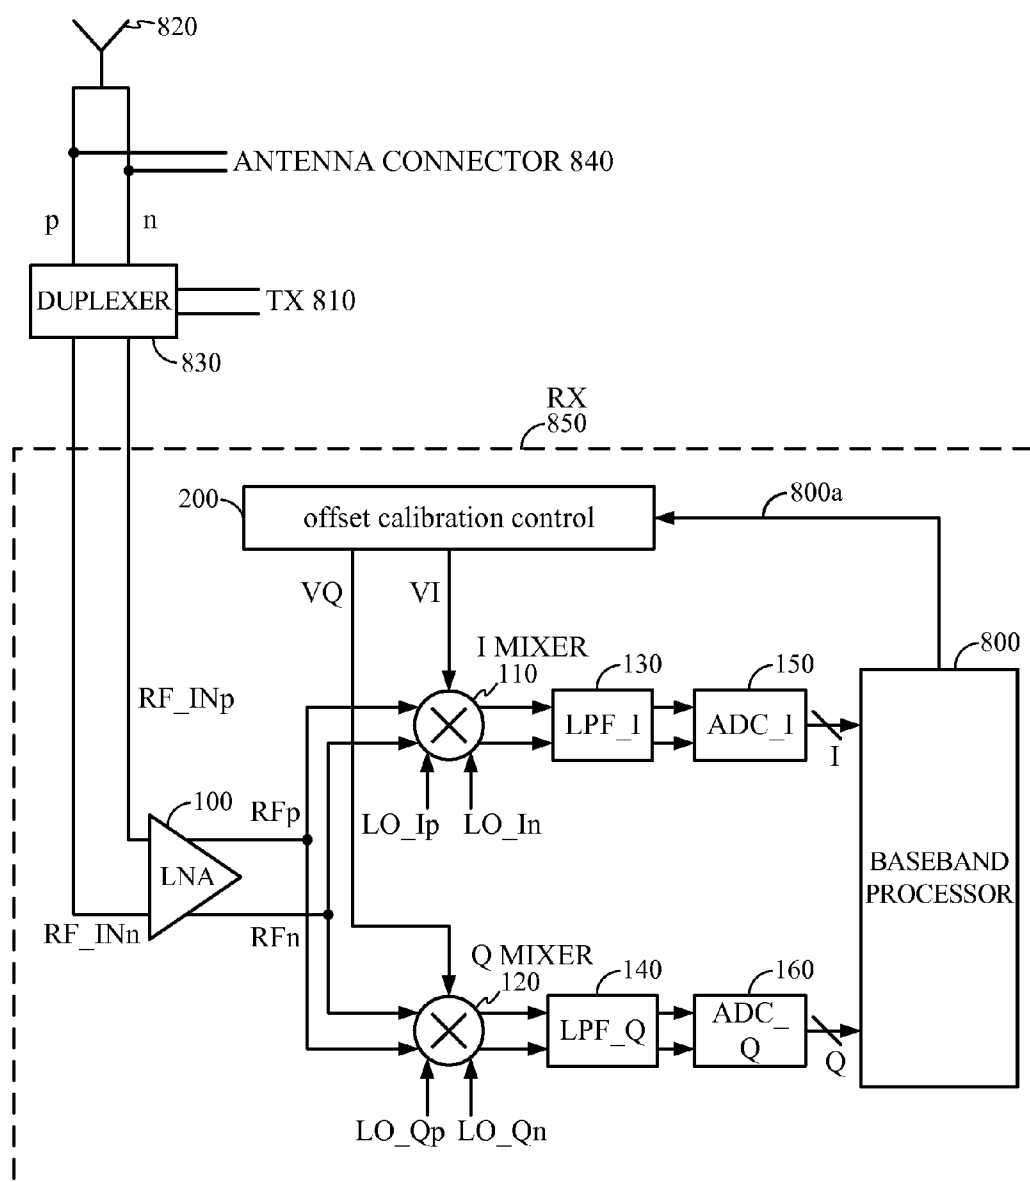 820
ANTENNA CONNECTOR 840
p
n
DUPLEXER
TX 810
830
RX
850
200
offset calibration control
800a
VQ
VI
I MIXER
110
130
150
800
RF_INp
LPF_I
ADC_I
I
LO_Ip
LO_In
100
RFp
LNA
BASEBAND
PROCESSOR
RF_INn
RFn
Q MIXER
120
140
160
LPF_Q
ADC_
Q
Q
LO_Qp
LO_Qn